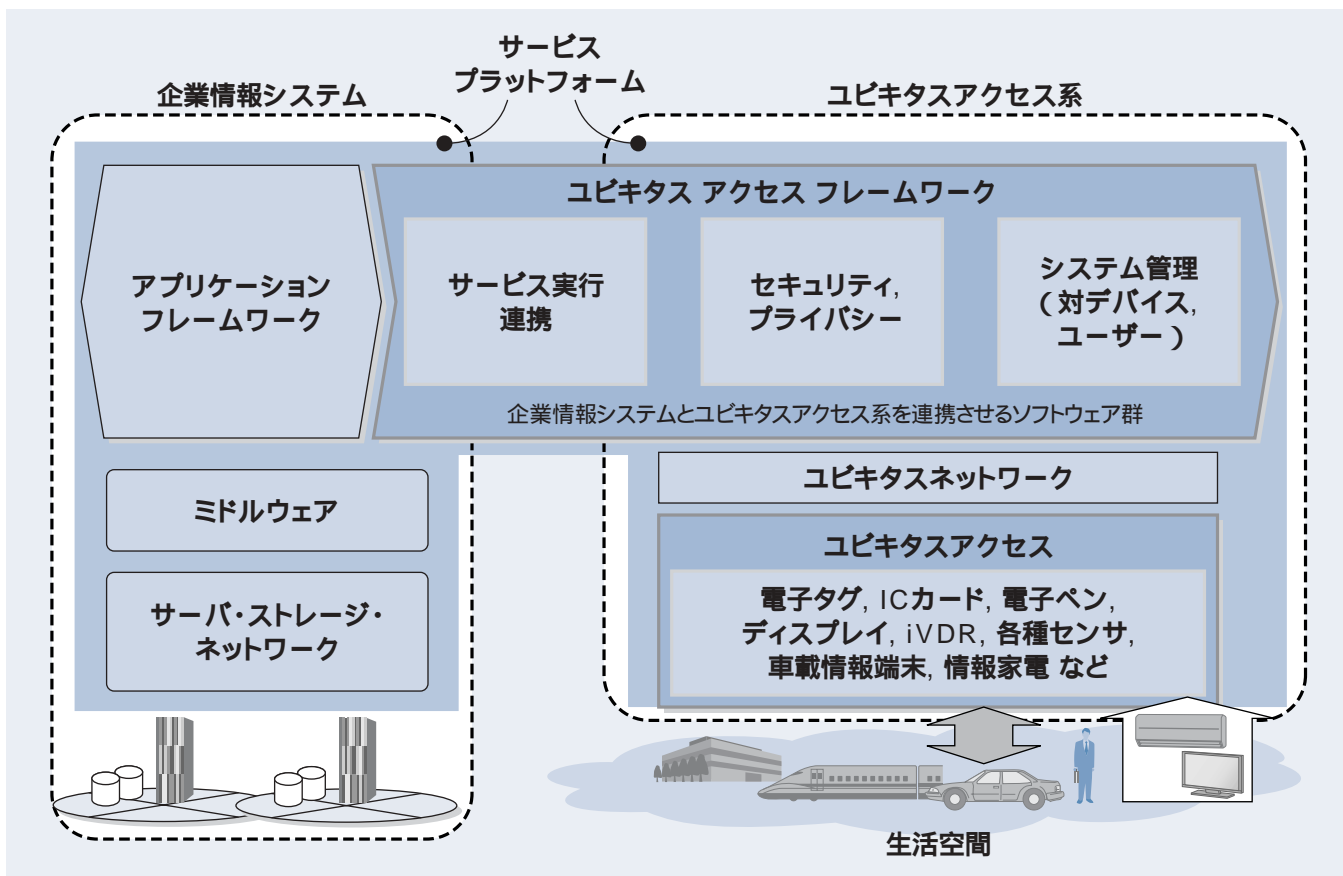 サービス
プラットフォーム
企業情報システム
ユビキタスアクセス系
ユビキタス アクセス フレームワーク
アプリケーション
フレームワーク
サービス実行
連携
セキュリティ,
プライバシー
システム管理
(対デバイス,
ユーザー)
企業情報システムとユビキタスアクセス系を連携させるソフトウェア群
ミドルウェア
サーバ・ストレージ・
ネットワーク
ユビキタスネットワーク
ユビキタスアクセス
電子タグ, ICカード, 電子ペン,
ディスプレイ, iVDR, 各種センサ,
車載情報端末, 情報家電 など
生活空間